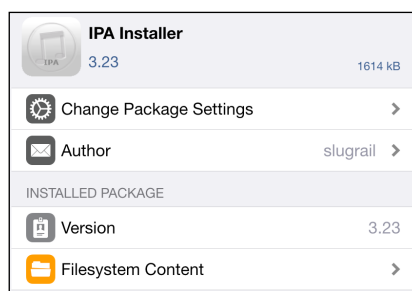 IPA Installer
IPA
3.23
1614 kB
Change Package Settings
Author slugrail
INSTALLED PACKAGE
Version 3.23
Filesystem Content